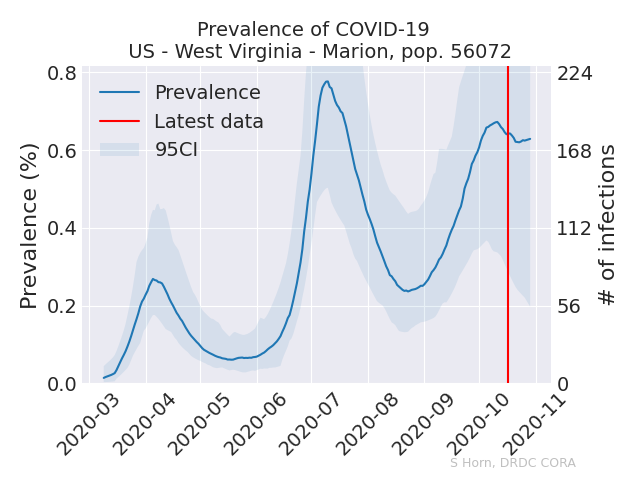 Prevalence of COVID-19
US - West Virginia - Marion, pop. 56072
Prevalence
Latest data
95CI
Prevalence (%)
0.8
0.6
0.4
0.2
0.0
224
168
112
56
0
# of infections
2020-03
2020-04
2020-05
2020-06
2020-07
2020-08
2020-09
2020-10
2020-11
S Horn, DRDC CORA